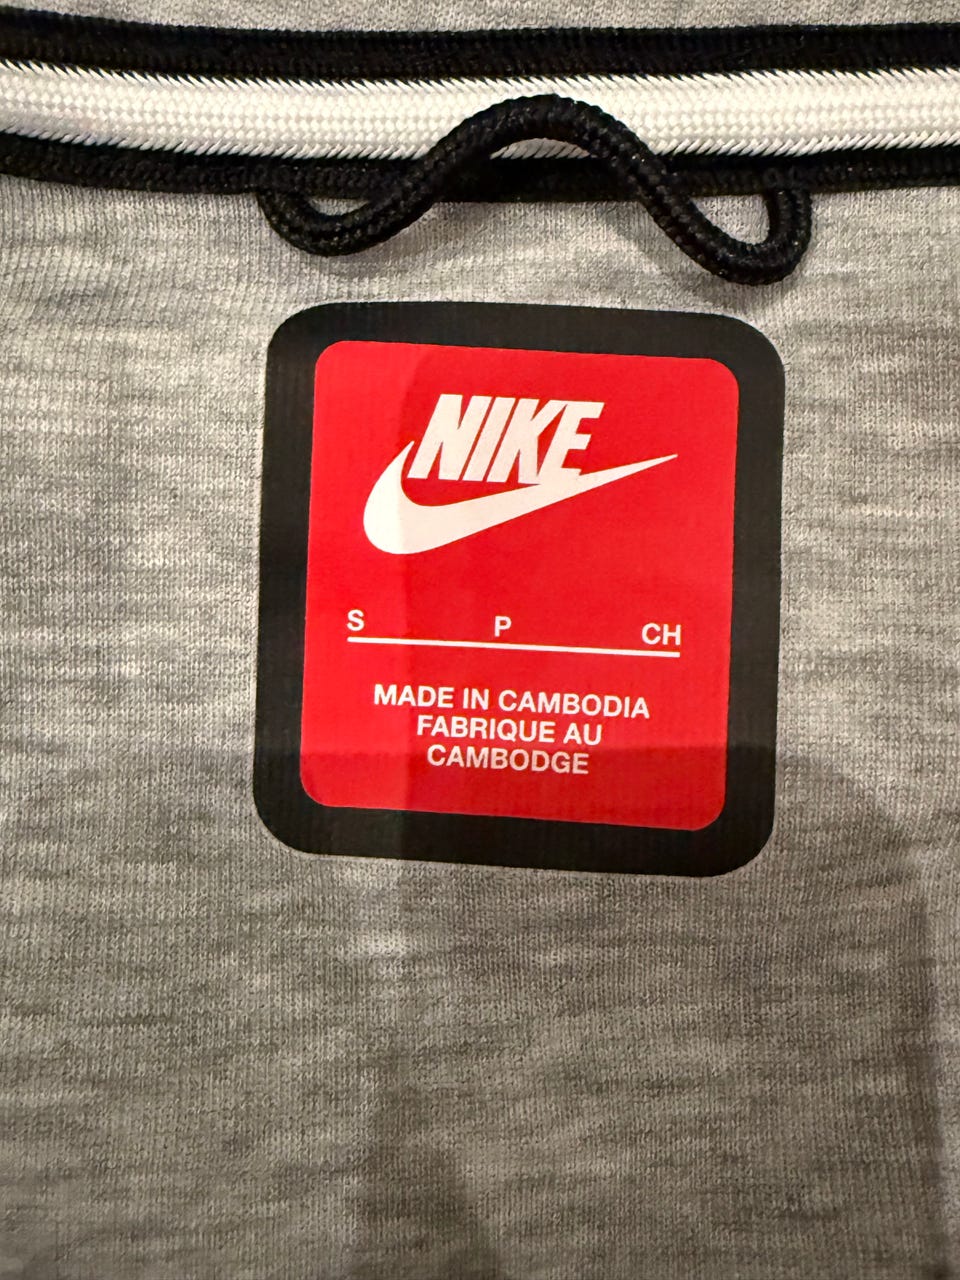 NIKE
S P CH
MADE IN CAMBODIA
FABRIQUE AU
CAMBODGE